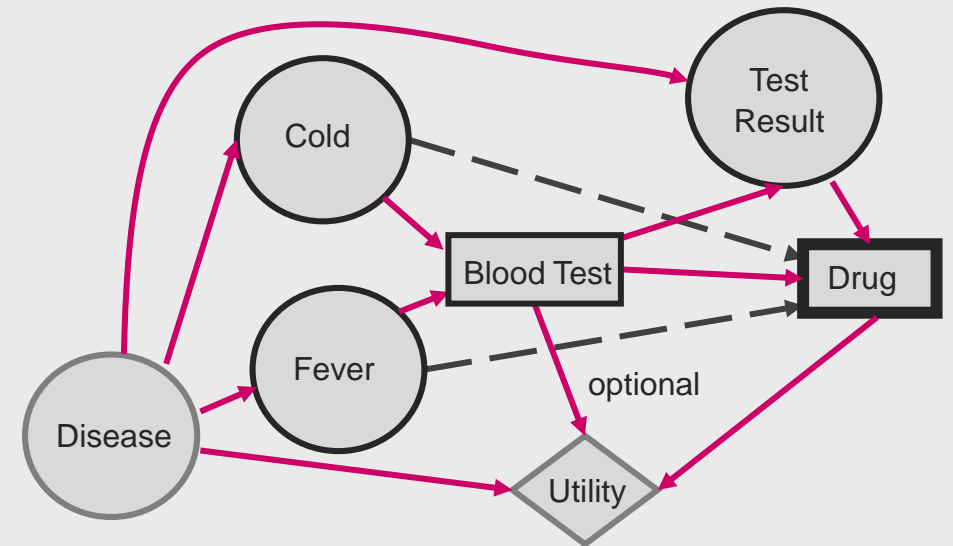 Test
Result
Cold
Blood Test
Drug
Fever
optional
Disease
Utility